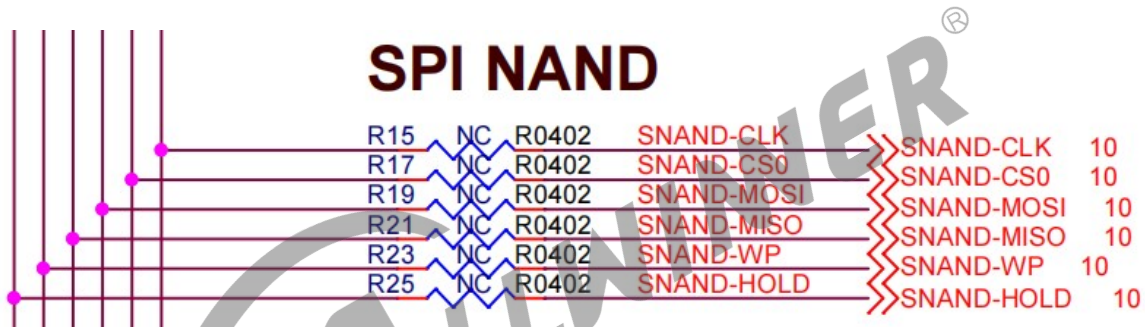 SPI NAND
R15 NC R0402 SNAND-CLK SNAND-CLK 10
R17 NC R0402 SNAND-CS0 SNAND-CS0 10
R19 NC R0402 SNAND-MOSI SNAND-MOSI 10
R21 NC R0402 SNAND-MISO SNAND-MISO 10
R23 NC R0402 SNAND-WP SNAND-WP 10
R25 NC R0402 SNAND-HOLD SNAND-HOLD 10
ALLWINNER®